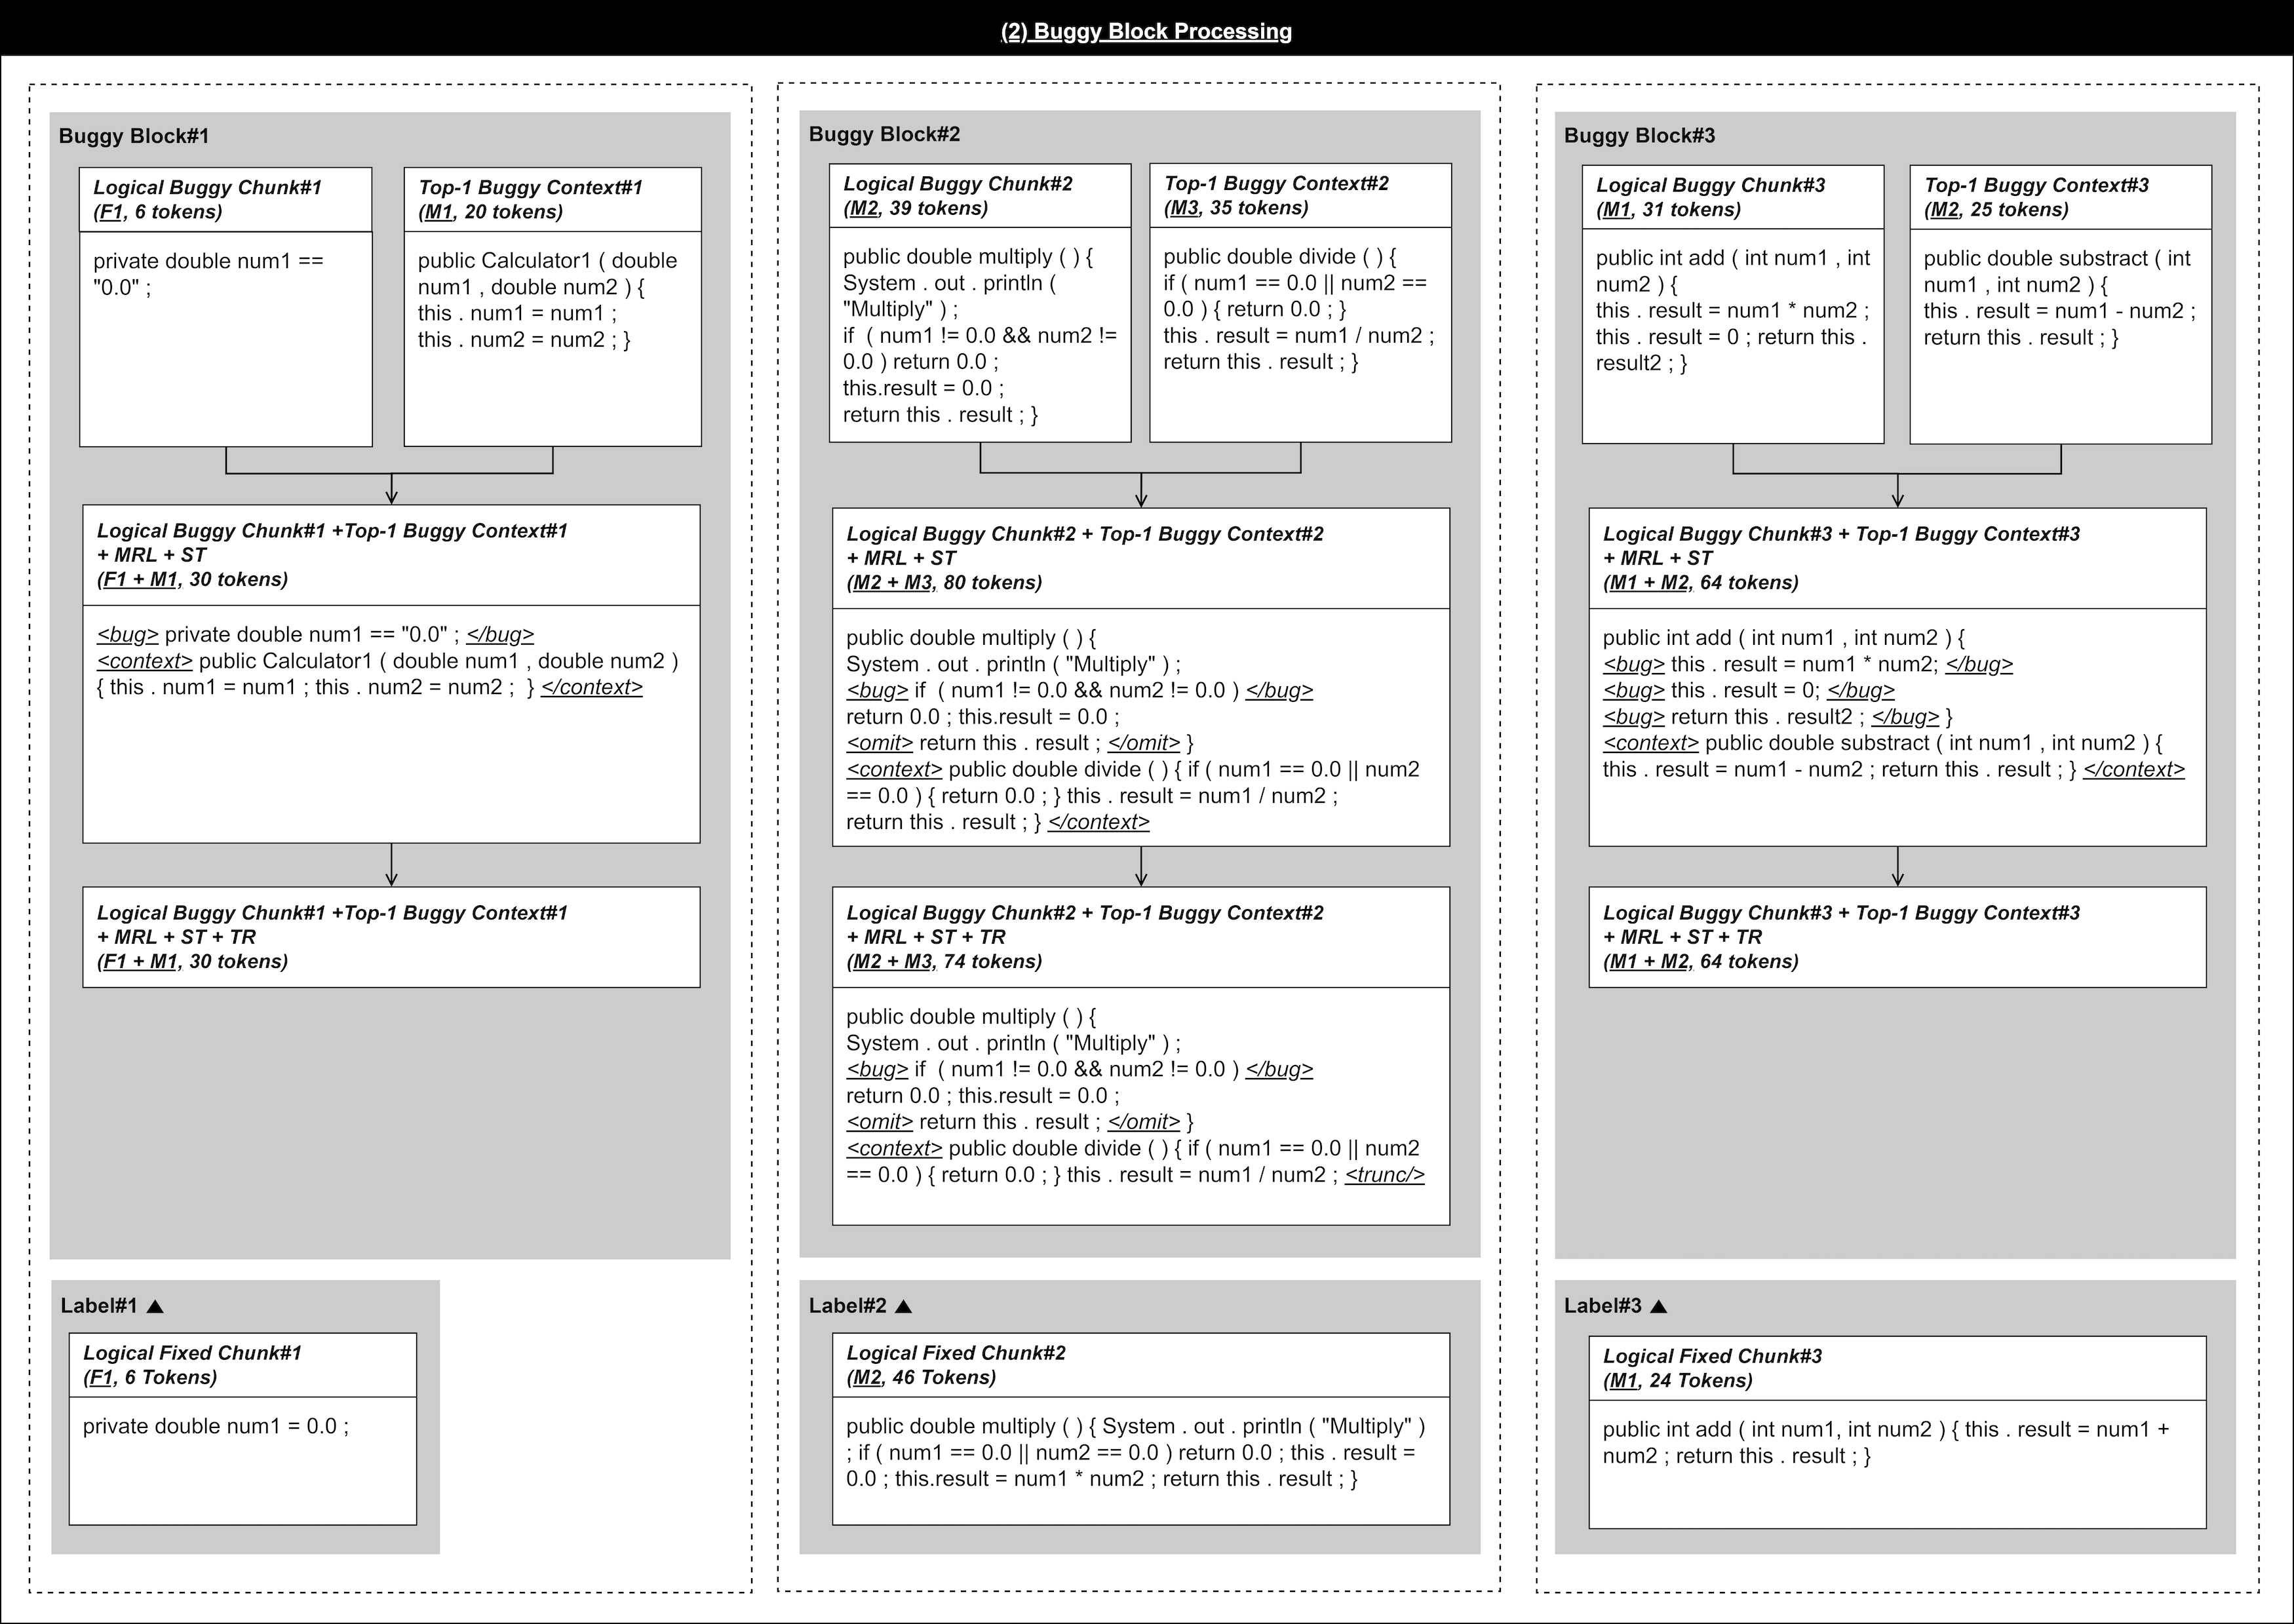 (2) Buggy Block Processing
Buggy Block#1
Logical Buggy Chunk#1
(F1, 6 tokens)
private double num1 ==
"0.0" ;
Top-1 Buggy Context#1
(M1, 20 tokens)
public Calculator1 ( double
num1 , double num2 ) {
this . num1 = num1 ;
this . num2 = num2 ; }
Logical Buggy Chunk#1 +Top-1 Buggy Context#1
+ MRL + ST
(F1 + M1, 30 tokens)
<bug> private double num1 == "0.0" ; </bug>
<context> public Calculator1 ( double num1 , double num2 )
{ this . num1 = num1 ; this . num2 = num2 ;  } </context>
Logical Buggy Chunk#1 +Top-1 Buggy Context#1
+ MRL + ST + TR
(F1 + M1, 30 tokens)
Label#1 ▲
Logical Fixed Chunk#1
(F1, 6 Tokens)
private double num1 = 0.0 ;
Buggy Block#2
Logical Buggy Chunk#2
(M2, 39 tokens)
public double multiply ( ) {
System . out . println (
"Multiply" ) ;
if  ( num1 != 0.0 && num2 !=
0.0 ) return 0.0 ;
this.result = 0.0 ;
return this . result ; }
Top-1 Buggy Context#2
(M3, 35 tokens)
public double divide ( ) {
if ( num1 == 0.0 || num2 ==
0.0 ) { return 0.0 ; }
this . result = num1 / num2 ;
return this . result ; }
Logical Buggy Chunk#2 + Top-1 Buggy Context#2
+ MRL + ST
(M2 + M3, 80 tokens)
public double multiply ( ) {
System . out . println ( "Multiply" ) ;
<bug> if  ( num1 != 0.0 && num2 != 0.0 ) </bug>
return 0.0 ; this.result = 0.0 ;
<omit> return this . result ; </omit> }
<context> public double divide ( ) { if ( num1 == 0.0 || num2
== 0.0 ) { return 0.0 ; } this . result = num1 / num2 ;
return this . result ; } </context>
Logical Buggy Chunk#2 + Top-1 Buggy Context#2
+ MRL + ST + TR
(M2 + M3, 74 tokens)
public double multiply ( ) {
System . out . println ( "Multiply" ) ;
<bug> if  ( num1 != 0.0 && num2 != 0.0 ) </bug>
return 0.0 ; this.result = 0.0 ;
<omit> return this . result ; </omit> }
<context> public double divide ( ) { if ( num1 == 0.0 || num2
== 0.0 ) { return 0.0 ; } this . result = num1 / num2 ; <trunc/>
Label#2 ▲
Logical Fixed Chunk#2
(M2, 46 Tokens)
public double multiply ( ) { System . out . println ( "Multiply" )
; if ( num1 == 0.0 || num2 == 0.0 ) return 0.0 ; this . result =
0.0 ; this.result = num1 * num2 ; return this . result ; }
Buggy Block#3
Logical Buggy Chunk#3
(M1, 31 tokens)
public int add ( int num1 , int
num2 ) {
this . result = num1 * num2 ;
this . result = 0 ; return this .
result2 ; }
Top-1 Buggy Context#3
(M2, 25 tokens)
public double substract ( int
num1 , int num2 ) {
this . result = num1 - num2 ;
return this . result ; }
Logical Buggy Chunk#3 + Top-1 Buggy Context#3
+ MRL + ST
(M1 + M2, 64 tokens)
public int add ( int num1 , int num2 ) {
<bug> this . result = num1 * num2; </bug>
<bug> this . result = 0; </bug>
<bug> return this . result2 ; </bug> }
<context> public double substract ( int num1 , int num2 ) {
this . result = num1 - num2 ; return this . result ; } </context>
Logical Buggy Chunk#3 + Top-1 Buggy Context#3
+ MRL + ST + TR
(M1 + M2, 64 tokens)
Label#3 ▲
Logical Fixed Chunk#3
(M1, 24 Tokens)
public int add ( int num1, int num2 ) { this . result = num1 +
num2 ; return this . result ; }